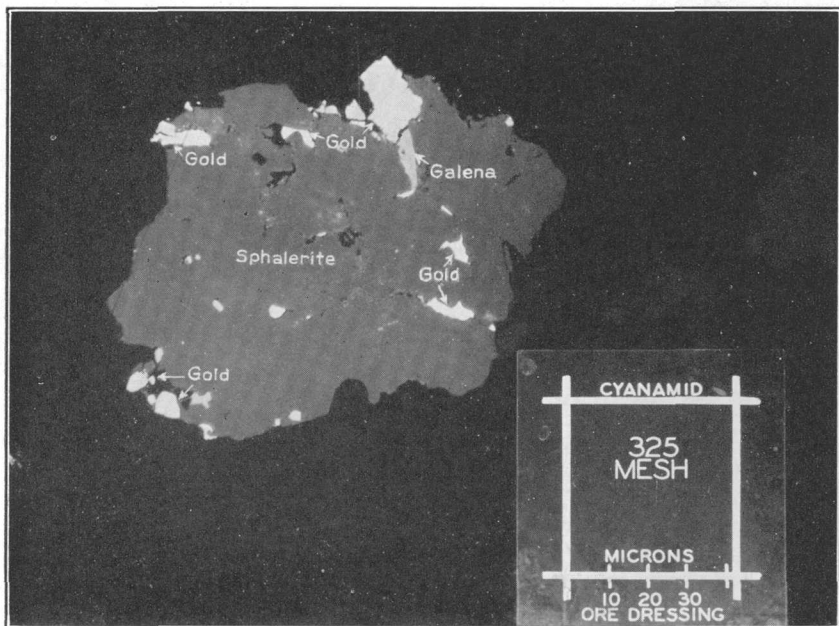 Gold
Gold
Galena
Sphalerite
Gold
Gold
CYANAMID
325
MESH
MICRONS
10 20 30
ORE DRESSING